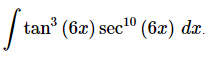 ∫ tan³ (6x) sec¹⁰ (6x) dx.